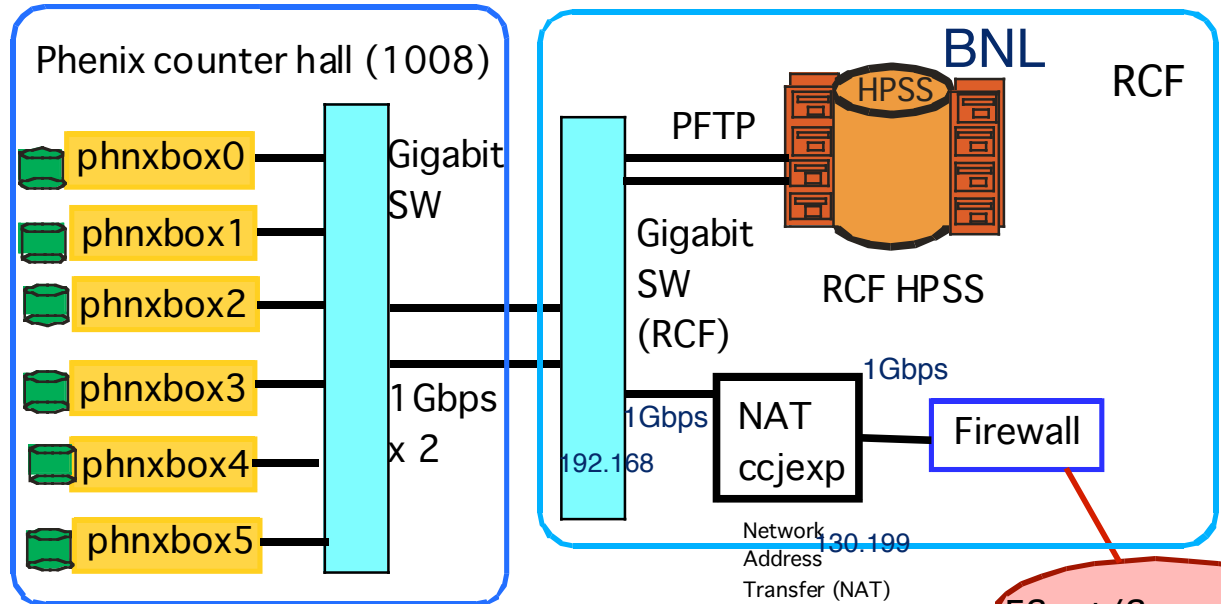 Phenix counter hall (1008)
phnxbox0
phnxbox1
phnxbox2
phnxbox3
phnxbox4
phnxbox5
Gigabit
SW
1Gbps
x 2
BNL
RCF
HPSS
PFTP
Gigabit
SW
(RCF)
RCF HPSS
1Gbps
192.168
NAT
ccjexp
1Gbps
Firewall
Network
Address
Transfer (NAT)
130.199